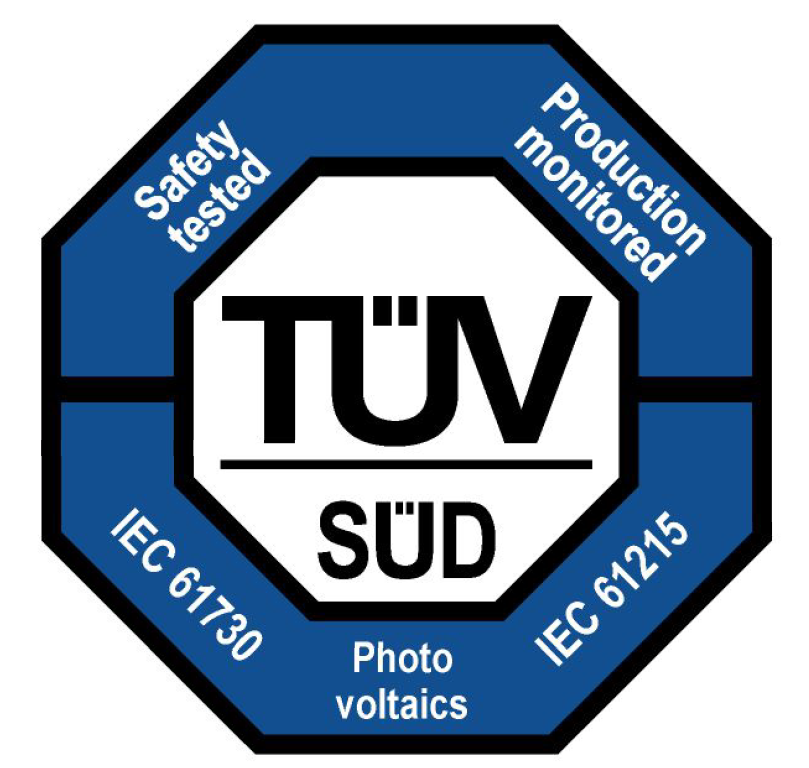 Safety
tested
Production
monitored
TÜV
SÜD
IEC 61730
Photo
voltaics
IEC 61215